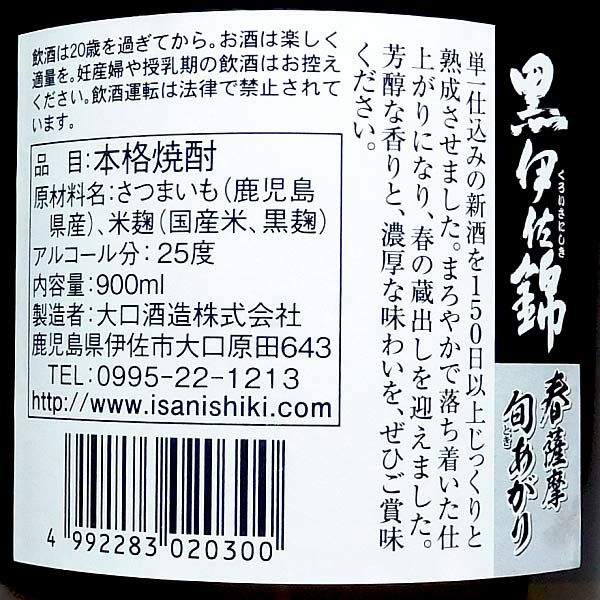 飲酒は20歳を過ぎてから。お酒は楽しく
適量を。妊産婦や授乳期の飲酒はお控え
ください。飲酒運転は法律で禁止されて
います。
品 目:本格焼酎
原材料名:さつまいも(鹿児島
県産)、米麹(国産米、黒麹)
アルコール分:25度
内容量:900ml
製造者:大口酒造株式会社
鹿児島県伊佐市大口原田643
TEL:0995-22-1213
http://www.isanishiki.com
4 992283 020300
単一仕込みの新酒を150日以上じっくりと
熟成させました。まろやかで落ち着いた仕
上がりになり、春の蔵出しを迎えました。
芳醇な香りと、濃厚な味わいを、ぜひご賞味
ください。
黒伊佐錦
くろいさにしき
春薩摩
旬あがり
とき